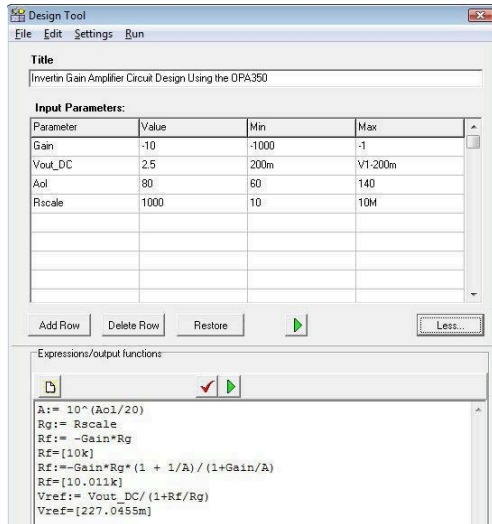 Design Tool
File Edit Settings Run
Title
Invertin Gain Amplifier Circuit Design Using the OPA350
Input Parameters:
Parameter Value Min Max
Gain -10 -1000 -1
Vout_DC 2.5 200m V1-200m
Aol 80 60 140
Rscale 1000 10 10M
Add Row Delete Row Restore Less...
Expressions/output functions
A:= 10^(Aol/20)
Rg:= Rscale
Rf:= -Gain*Rg
Rf=[10k]
Rf:=-Gain*Rg*(1 + 1/A)/(1+Gain/A)
Rf=[10.011k]
Vref:= Vout_DC/(1+Rf/Rg)
Vref=[227.0455m]